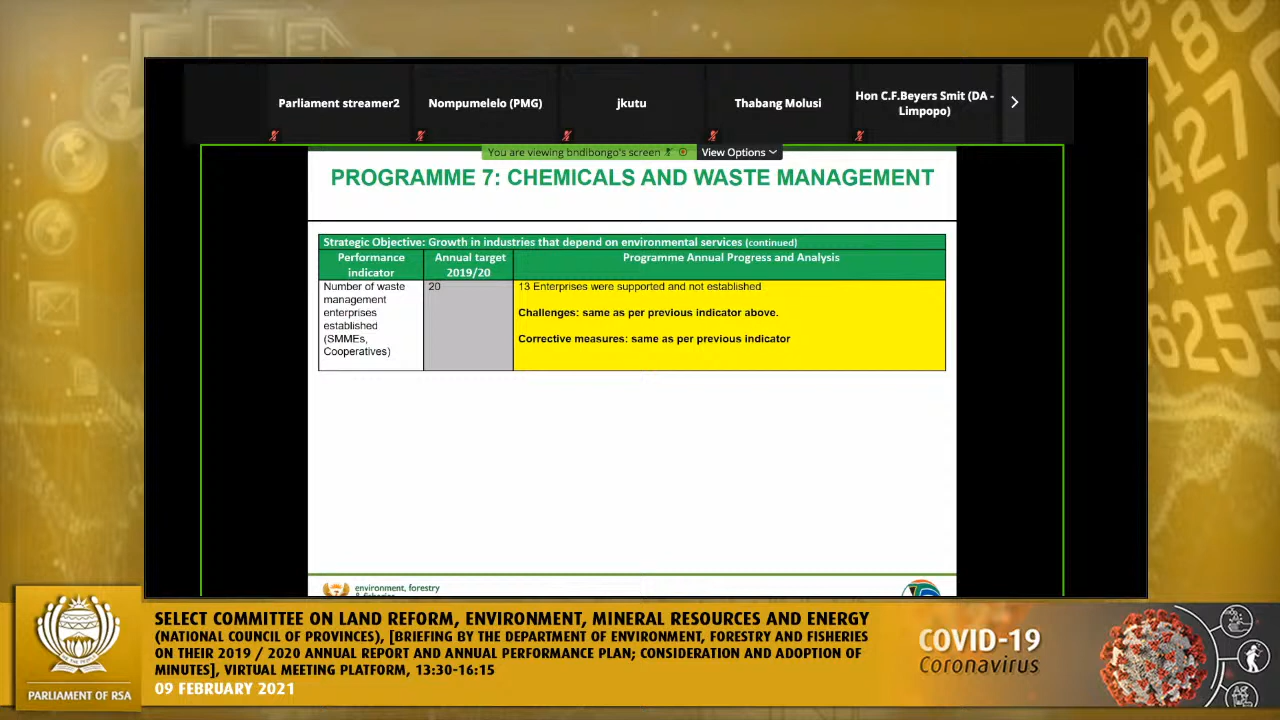 Parliament streamer2
Nompumelelo (PMG)
jkutu
Thabang Molusi
Hon C.F.Beyers Smit (DA -
Limpopo)
You are viewing bndibongo's screen
View Options
PROGRAMME 7: CHEMICALS AND WASTE MANAGEMENT
Strategic Objective: Growth in industries that depend on environmental services (continued)
Performance
indicator
Annual target
2019/20
Programme Annual Progress and Analysis
Number of waste
management
enterprises
established
(SMMEs,
Cooperatives)
20
13 Enterprises were supported and not established
Challenges: same as per previous indicator above.
Corrective measures: same as per previous indicator
environment, forestry
PARLIAMENT OF RSA
SELECT COMMITTEE ON LAND REFORM, ENVIRONMENT, MINERAL RESOURCES AND ENERGY
(NATIONAL COUNCIL OF PROVINCES), [BRIEFING BY THE DEPARTMENT OF ENVIRONMENT, FORESTRY AND FISHERIES
ON THEIR 2019 / 2020 ANNUAL REPORT AND ANNUAL PERFORMANCE PLAN; CONSIDERATION AND ADOPTION OF
MINUTES], VIRTUAL MEETING PLATFORM, 13:30-16:15
09 FEBRUARY 2021
COVID-19
Coronavirus